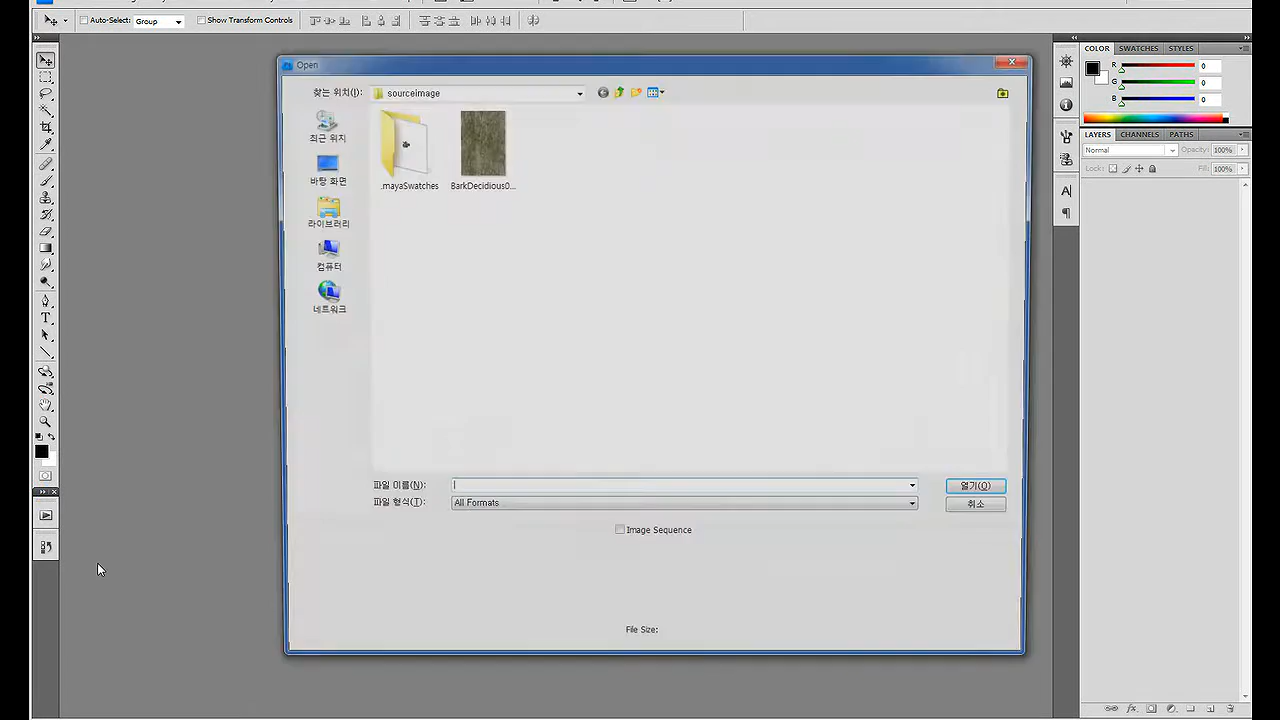 Auto-Select:
Group
Show Transform Controls
Open
찾는 위치(I):
sourceimage
최근 위치
바탕 화면
라이브러리
컴퓨터
네트워크
.mayaSwatches
BarkDecidious0...
파일 이름(N):
열기(O)
파일 형식(T):
All Formats
취소
Image Sequence
File Size:
COLOR
SWATCHES
STYLES
R
0
G
0
B
0
LAYERS
CHANNELS
PATHS
Normal
Opacity:
100%
Lock:
Fill:
100%